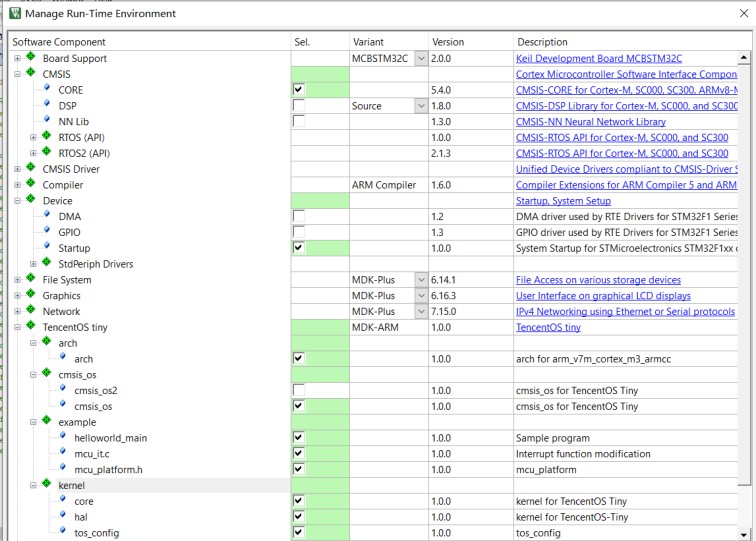 Manage Run-Time Environment
Software Component Sel. Variant Version Description
Board Support MCBSTM32C 2.0.0 Keil Development Board MCBSTM32C
CMSIS Cortex Microcontroller Software Interface Compon
CORE 5.4.0 CMSIS-CORE for Cortex-M, SC000, SC300, ARMv8-M
DSP Source 1.8.0 CMSIS-DSP Library for Cortex-M, SC000, and SC300
NN Lib 1.3.0 CMSIS-NN Neural Network Library
RTOS (API) 1.0.0 CMSIS-RTOS API for Cortex-M, SC000, and SC300
RTOS2 (API) 2.1.3 CMSIS-RTOS API for Cortex-M, SC000, and SC300
CMSIS Driver Unified Device Drivers compliant to CMSIS-Driver S
Compiler ARM Compiler 1.6.0 Compiler Extensions for ARM Compiler 5 and ARM
Device Startup, System Setup
DMA 1.2 DMA driver used by RTE Drivers for STM32F1 Series
GPIO 1.3 GPIO driver used by RTE Drivers for STM32F1 Series
Startup 1.0.0 System Startup for STMicroelectronics STM32F1xx
StdPeriph Drivers
File System MDK-Plus 6.14.1 File Access on various storage devices
Graphics MDK-Plus 6.16.3 User Interface on graphical LCD displays
Network MDK-Plus 7.15.0 IPv4 Networking using Ethernet or Serial protocols
TencentOS tiny MDK-ARM 1.0.0 TencentOS tiny
arch
arch 1.0.0 arch for arm_v7m_cortex_m3_armcc
cmsis_os
cmsis_os2 1.0.0 cmsis_os for TencentOS Tiny
cmsis_os 1.0.0 cmsis_os for TencentOS Tiny
example
helloworld_main 1.0.0 Sample program
mcu_it.c 1.0.0 Interrupt function modification
mcu_platform.h 1.0.0 mcu_platform
kernel
core 1.0.0 kernel for TencentOS Tiny
hal 1.0.0 kernel for TencentOS-Tiny
tos_config 1.0.0 tos_config